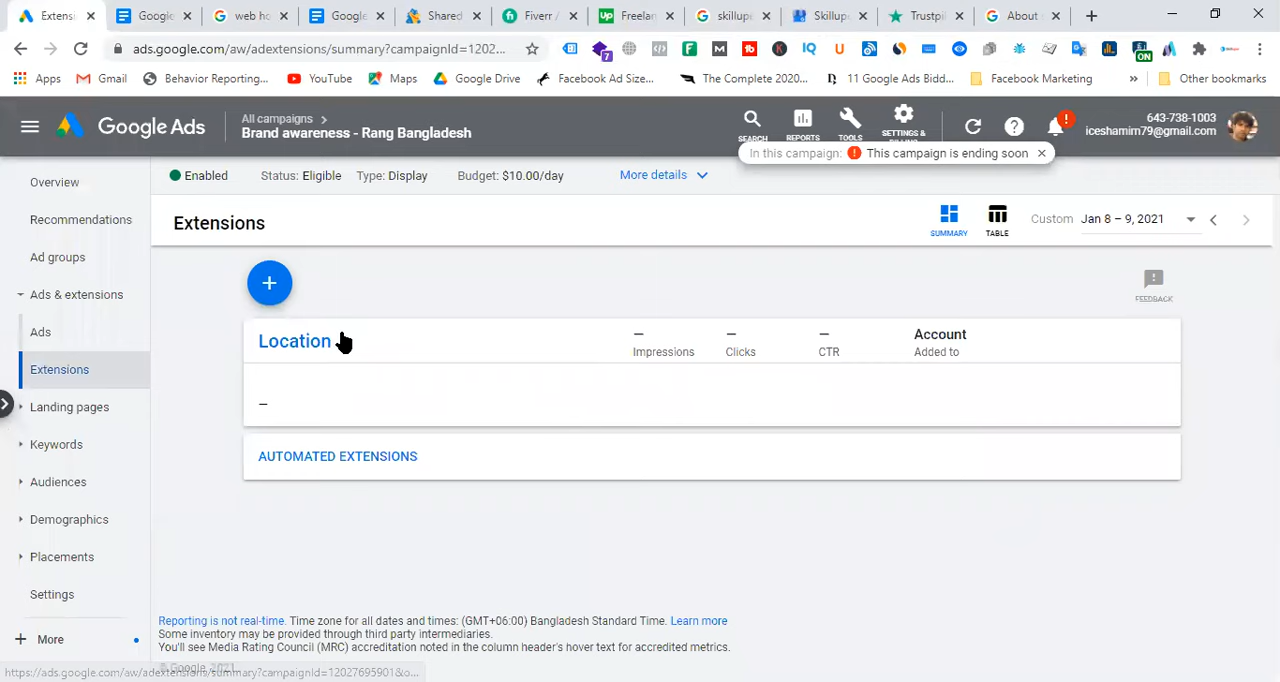 Extens
Google
web ho
Google
Shared
Fiverr /
Freelan
skillupe
Skillup
Trustpi
About s
ads.google.com/aw/adextensions/summary?campaignId=1202...
7
ON
Apps
Gmail
Behavior Reporting...
YouTube
Maps
Google Drive
Facebook Ad Size...
The Complete 2020...
11 Google Ads Bidd...
Facebook Marketing
»
Other bookmarks
Google Ads
All campaigns >
Brand awareness - Rang Bangladesh
SEARCH
REPORTS
TOOLS
SETTINGS &
643-738-1003
iceshamim79@gmail.com
In this campaign: This campaign is ending soon
Enabled
Status: Eligible
Type: Display
Budget: $10.00/day
More details
Overview
Recommendations
Ad groups
Ads & extensions
Ads
Extensions
Landing pages
Keywords
Audiences
Demographics
Placements
Settings
More
Extensions
SUMMARY
TABLE
Custom
Jan 8 – 9, 2021
FEEDBACK
Location
–
Impressions
–
Clicks
–
CTR
Account
Added to
–
AUTOMATED EXTENSIONS
Reporting is not real-time. Time zone for all dates and times: (GMT+06:00) Bangladesh Standard Time. Learn more
Some inventory may be provided through third party intermediaries.
You'll see Media Rating Council (MRC) accreditation noted in the column header's hover text for accredited metrics.
© Google, 2021.
https://ads.google.com/aw/adextensions/summary?campaignId=12027695901&o...